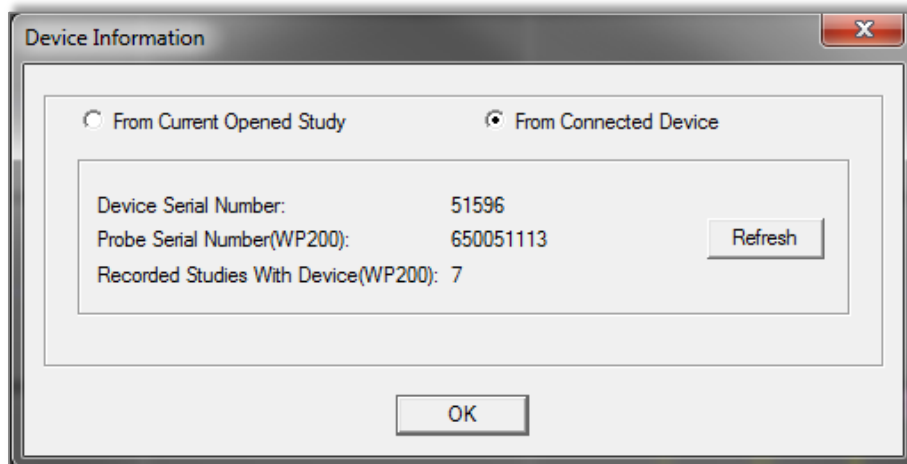 Device Information
From Current Opened Study From Connected Device
Device Serial Number: 51596
Probe Serial Number(WP200): 650051113 Refresh
Recorded Studies With Device(WP200): 7
OK